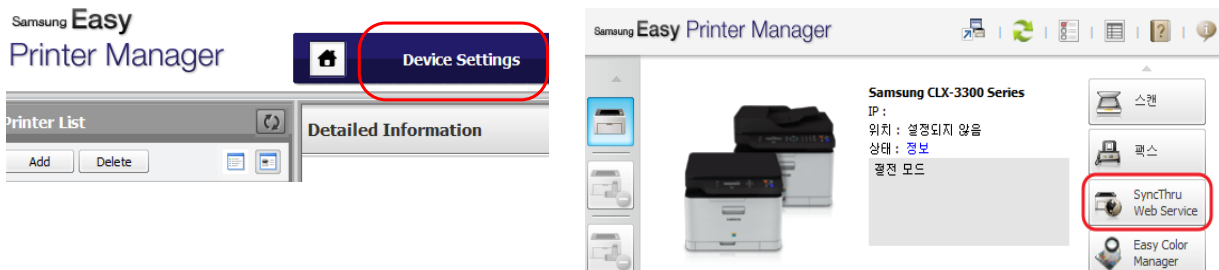 Samsung Easy
Printer Manager
Device Settings
Printer List
Detailed Information
Add
Delete
Samsung Easy Printer Manager
Samsung CLX-3300 Series
IP :
위치 : 설정되지 않음
상태 : 정보
절전 모드
스캔
팩스
SyncThru
Web Service
Easy Color
Manager